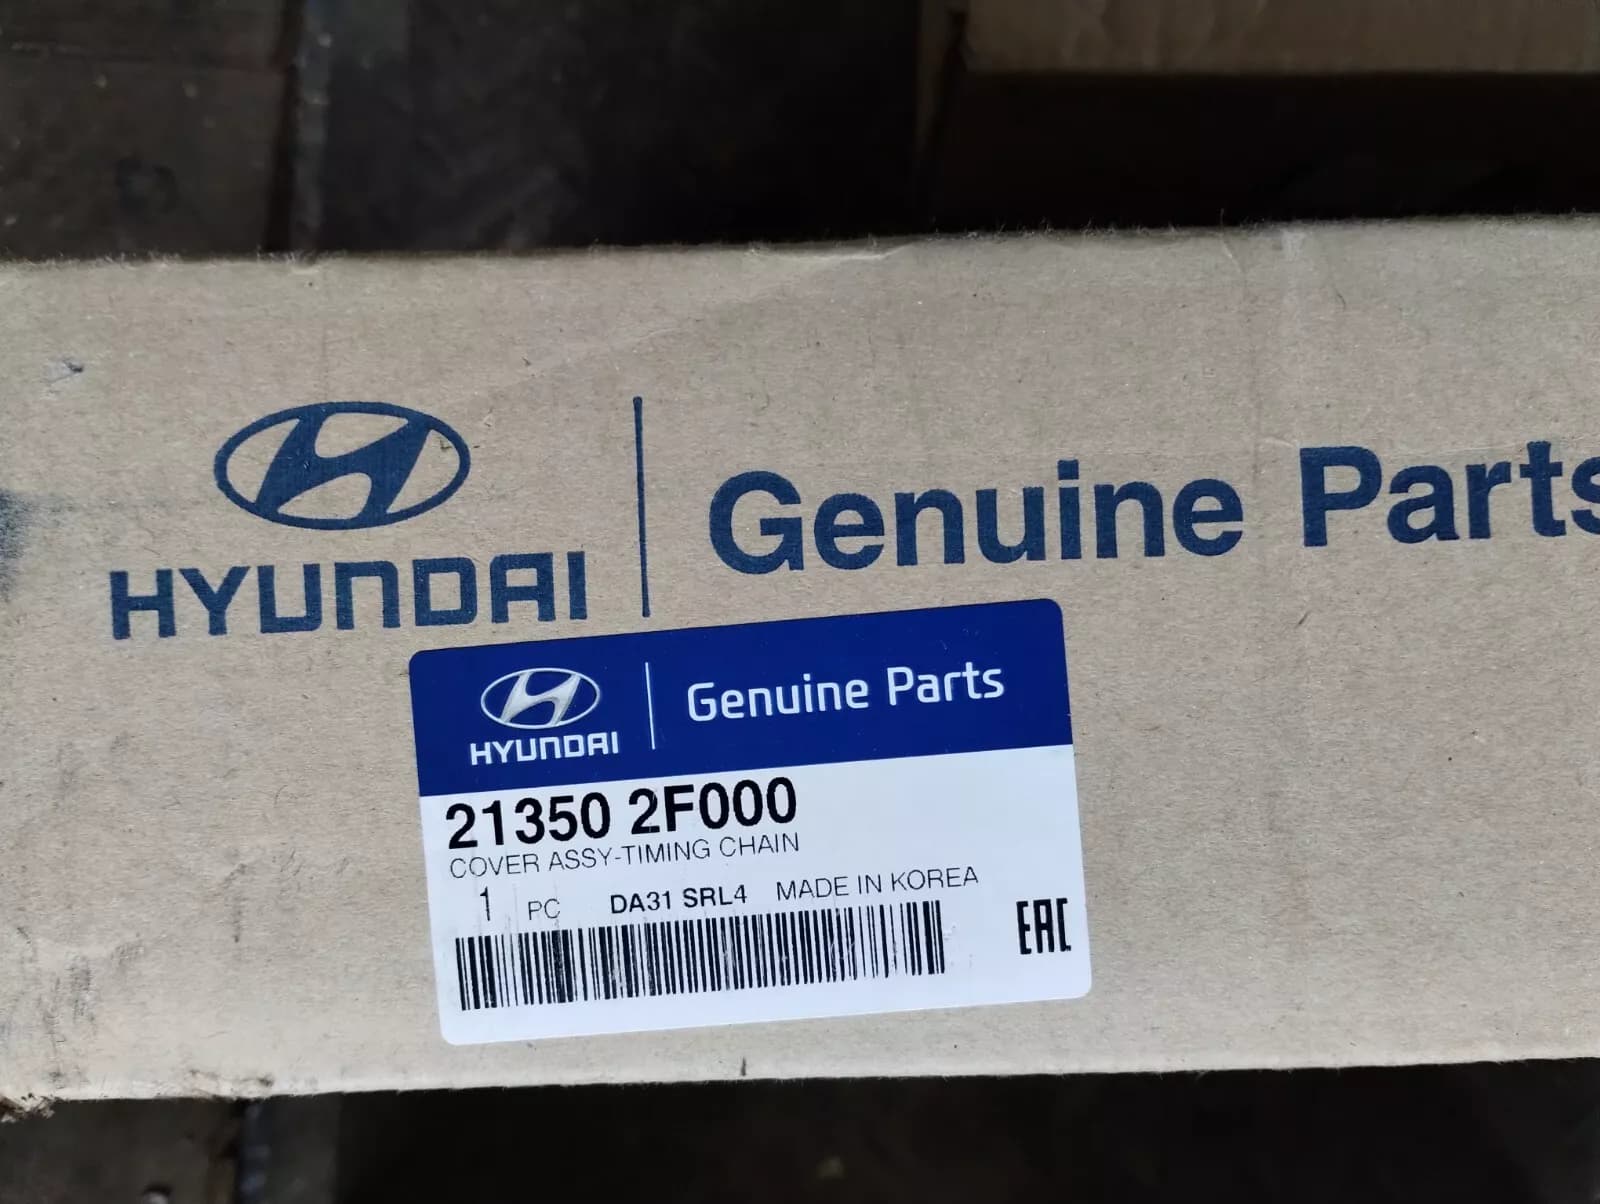 HYUNDAI
Genuine Parts
HYUNDAI
Genuine Parts
21350 2F000
COVER ASSY-TIMING CHAIN
1 PC DA31 SRL4 MADE IN KOREA
EAC